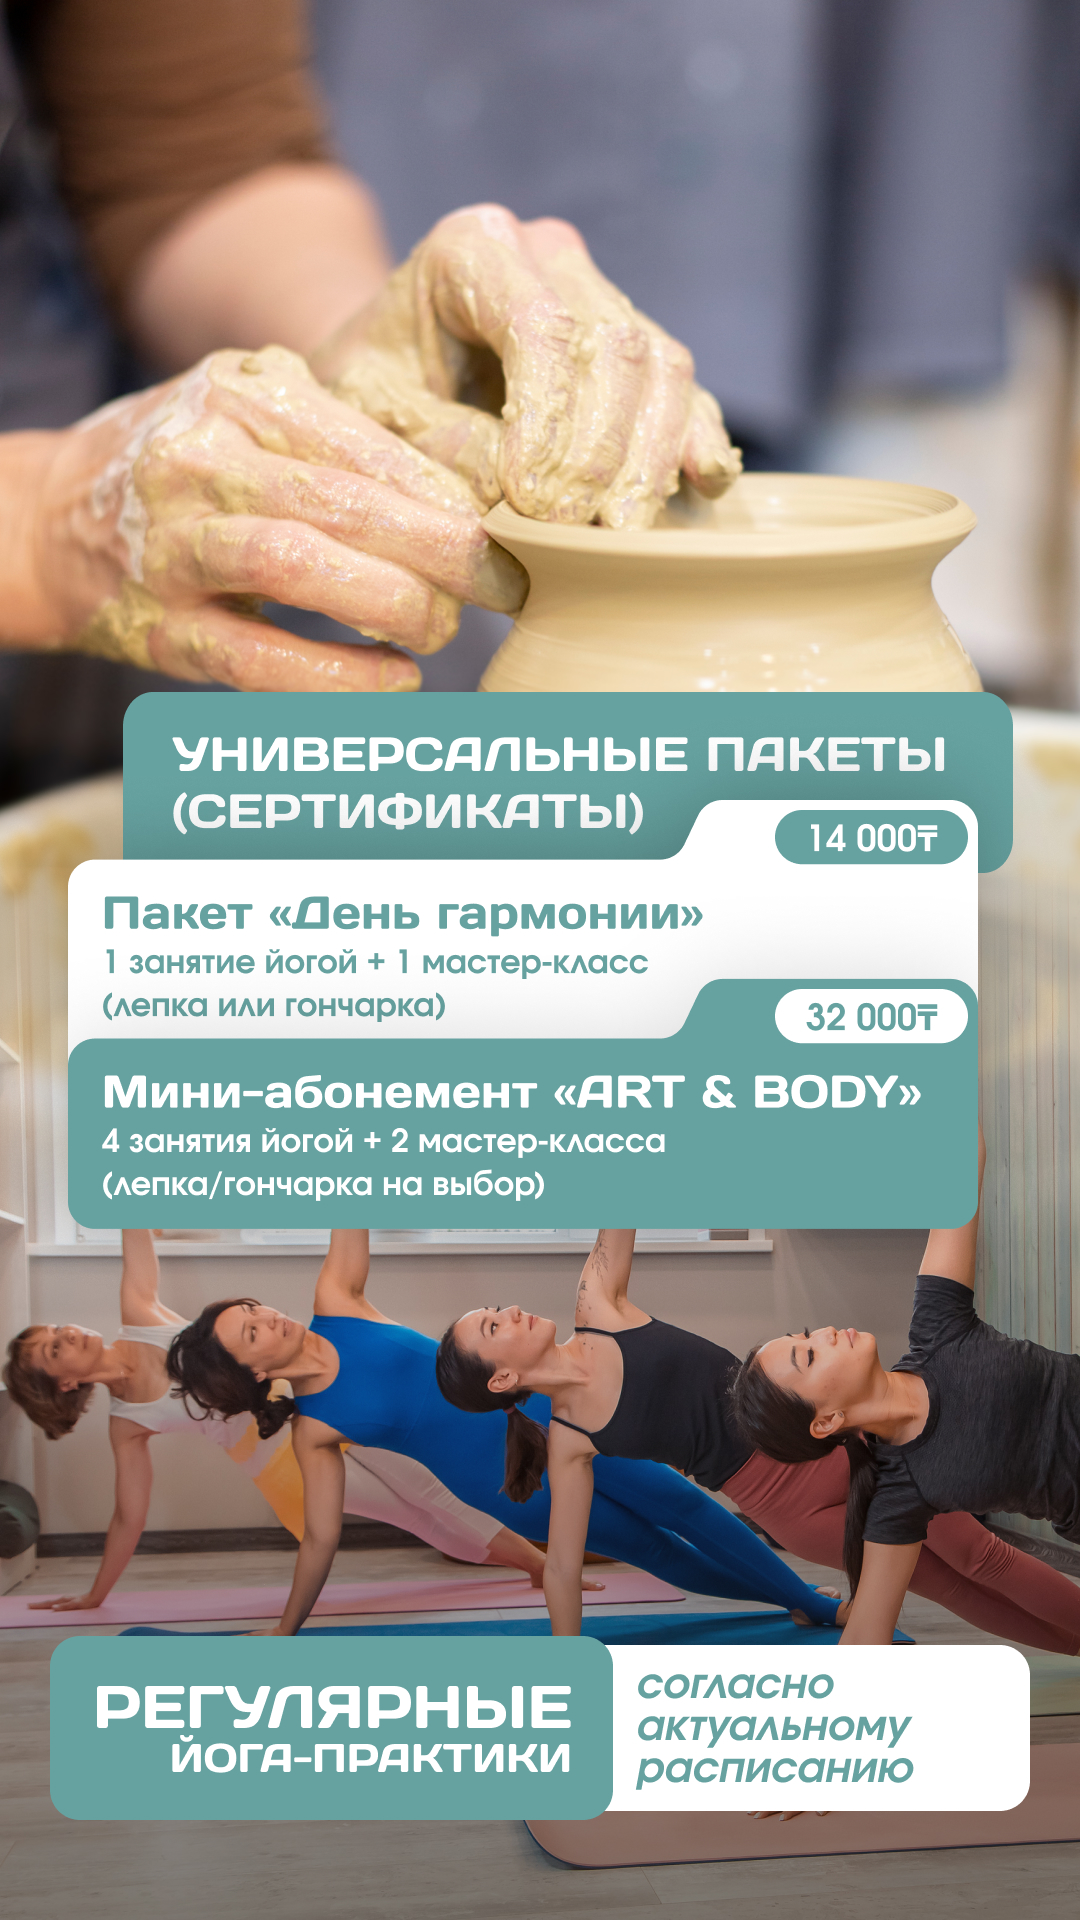 УНИВЕРСАЛЬНЫЕ ПАКЕТЫ
(СЕРТИФИКАТЫ)
14 000₸
Пакет «День гармонии»
1 занятие йогой + 1 мастер-класс
(лепка или гончарка)
32 000₸
Мини-абонемент «ART & BODY»
4 занятия йогой + 2 мастер-класса
(лепка/гончарка на выбор)
РЕГУЛЯРНЫЕ
ЙОГА-ПРАКТИКИ
согласно
актуальному
расписанию